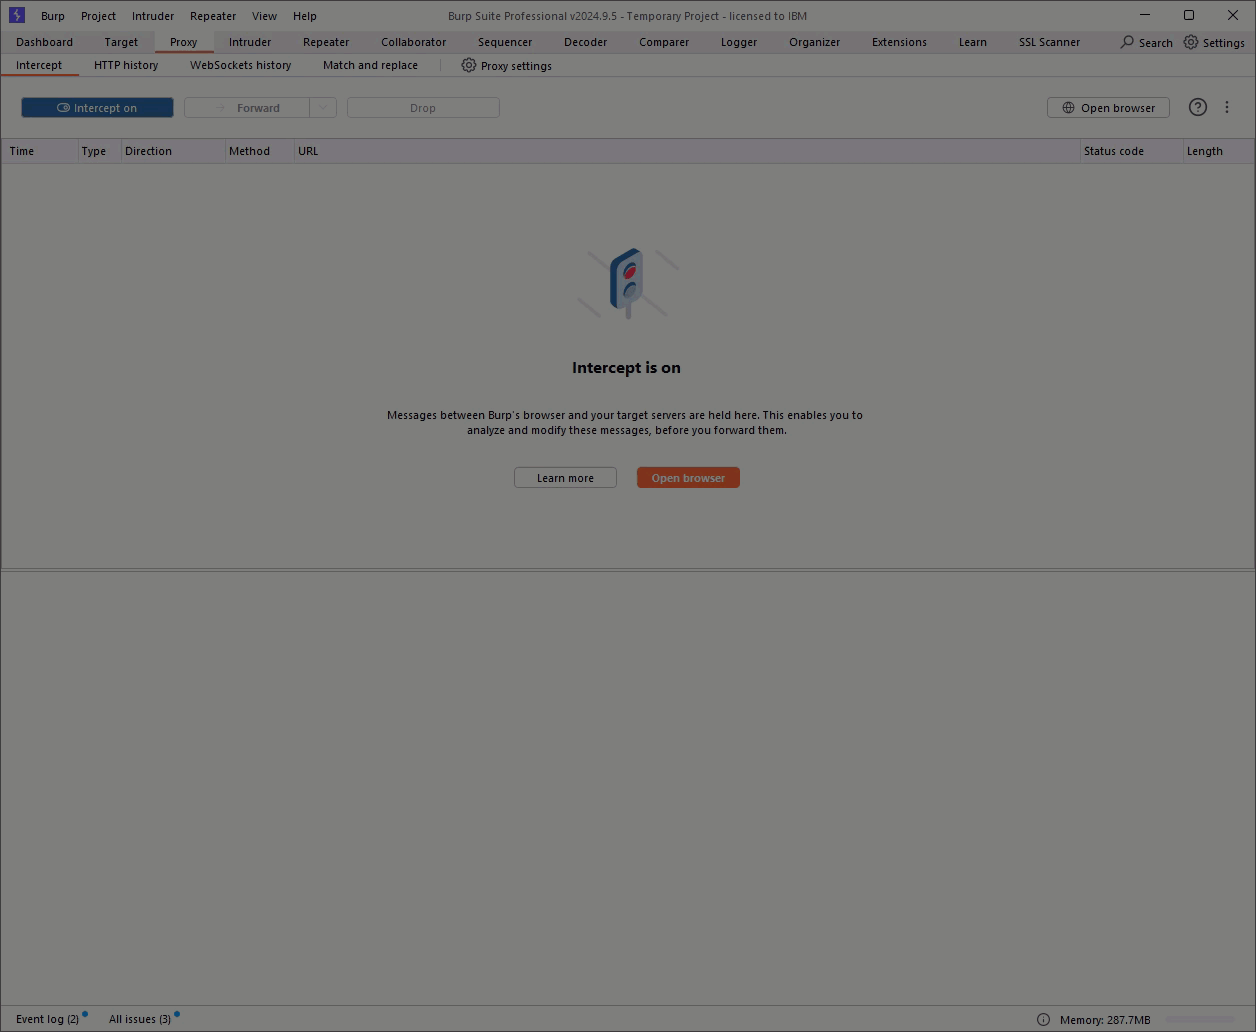 Burp Project Intruder Repeater View Help Burp Suite Professional v2024.9.5 - Temporary Project - licensed to IBM
Dashboard Target Proxy Intruder Repeater Collaborator Sequencer Decoder Comparer Logger Organizer Extensions Learn SSL Scanner Search Settings
Intercept HTTP history WebSockets history Match and replace Proxy settings
Intercept on Forward Drop Open browser
Time Type Direction Method URL Status code Length
Intercept is on
Messages between Burp's browser and your target servers are held here. This enables you to
analyze and modify these messages, before you forward them.
Learn more Open browser
Event log (2) All issues (3) Memory: 287.7MB